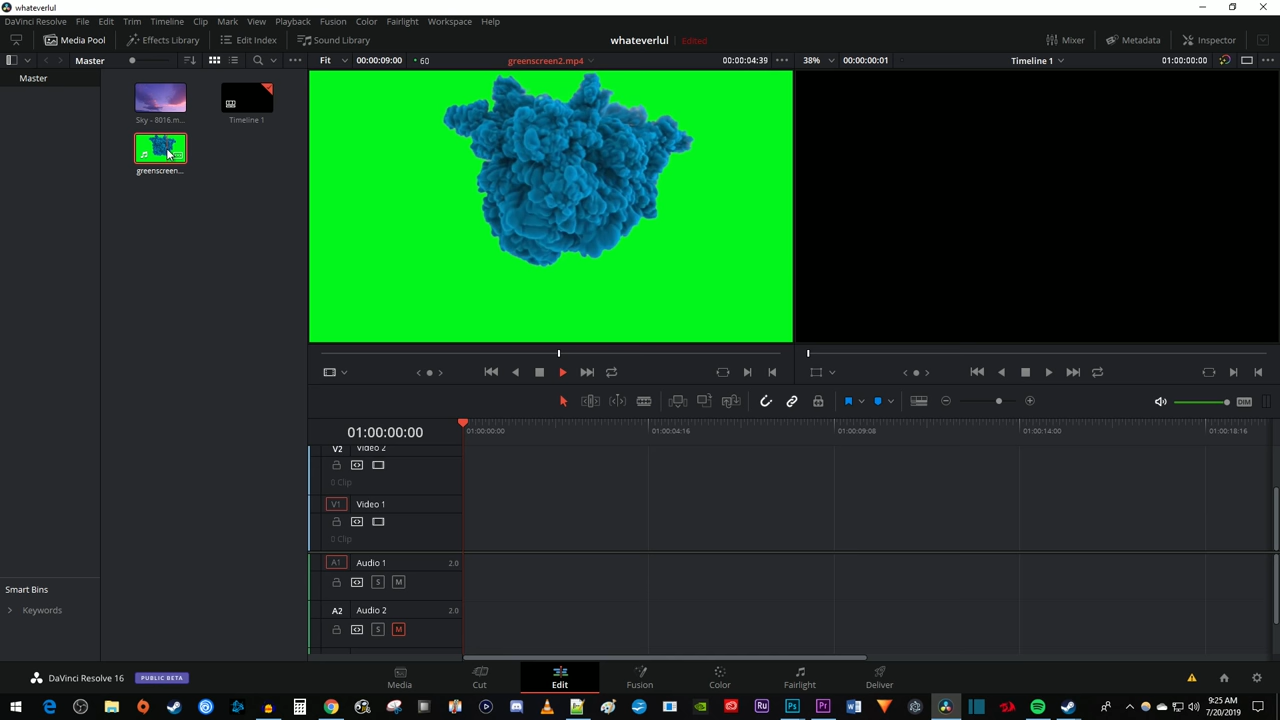 whateverlul
DaVinci Resolve File Edit Trim Timeline Clip Mark View Playback Fusion Color Fairlight Workspace Help
Media Pool Effects Library Edit Index Sound Library whateverlul Edited Mixer Metadata Inspector
Master Fit 00:00:09:00 60 greenscreen2.mp4 00:00:04:39 38% 00:00:00:01 Timeline 1 01:00:00:00
Master
Sky - 8016.m... Timeline 1
greenscreen...
DIM
01:00:00:00 01:00:00:00 01:00:04:16 01:00:09:08 01:00:14:00 01:00:18:16
V2 Video 2
0 Clip
V1 Video 1
0 Clip
A1 Audio 1 2.0
S M
A2 Audio 2 2.0
S M
Smart Bins
Keywords
DaVinci Resolve 16 PUBLIC BETA
Media Cut Edit Fusion Color Fairlight Deliver
9:25 AM
7/20/2019